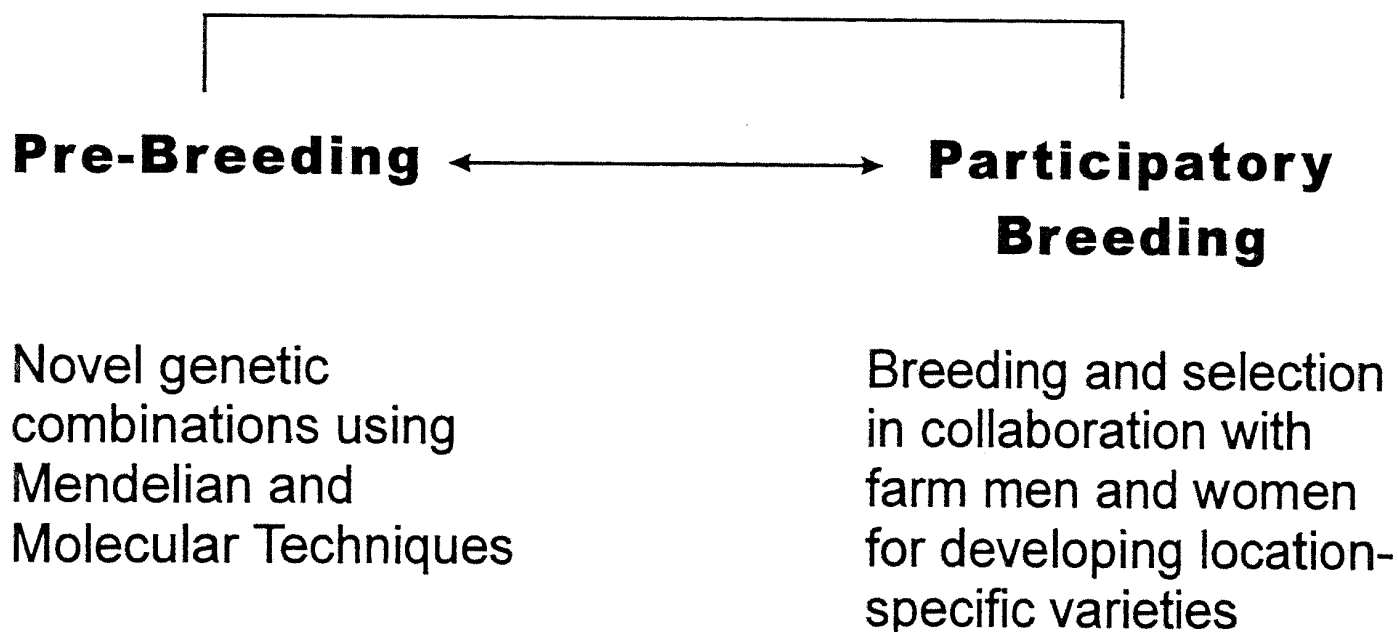 Pre-Breeding
Participatory
Breeding
Novel genetic
combinations using
Mendelian and
Molecular Techniques
Breeding and selection
in collaboration with
farm men and women
for developing location-
specific varieties